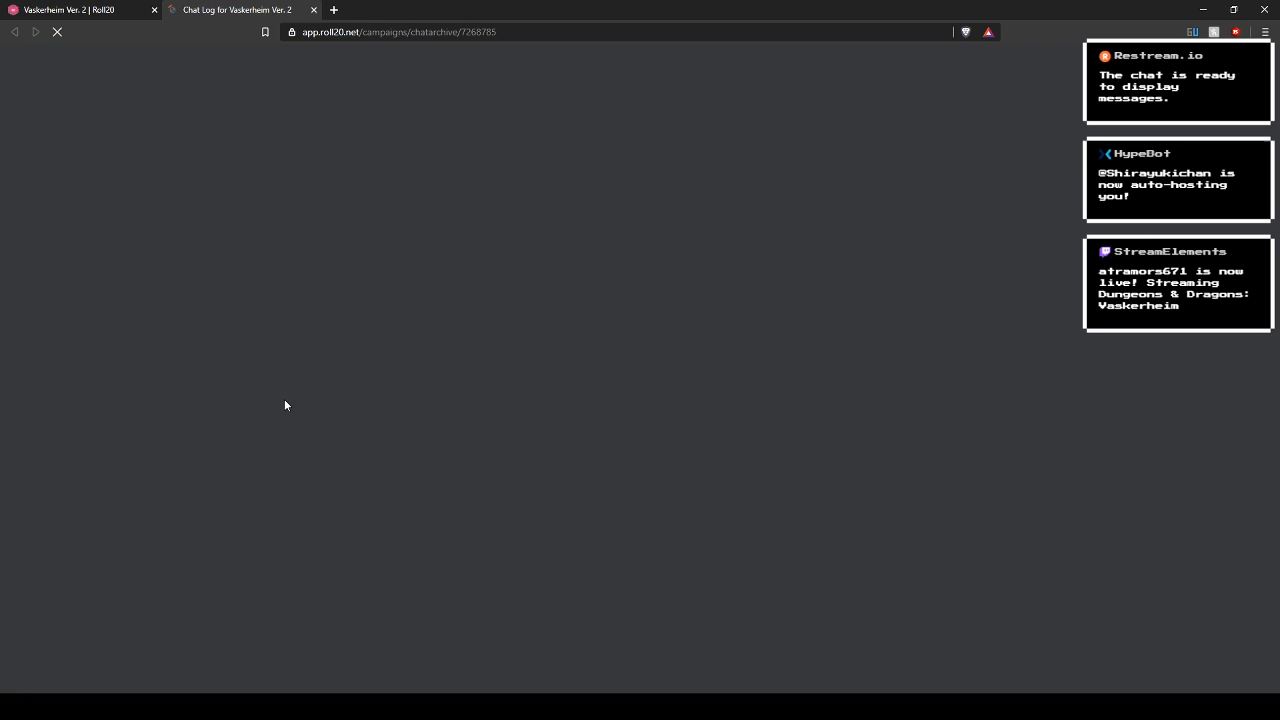 Vaskerheim Ver. 2 | Roll20
Chat Log for Vaskerheim Ver. 2
app.roll20.net/campaigns/chatarchive/7268785
Restream.io
The chat is ready
to display
messages.
HypeBot
@Shirayukichan is
now auto-hosting
you!
StreamElements
atramors671 is now
live! Streaming
Dungeons & Dragons:
Vaskerheim